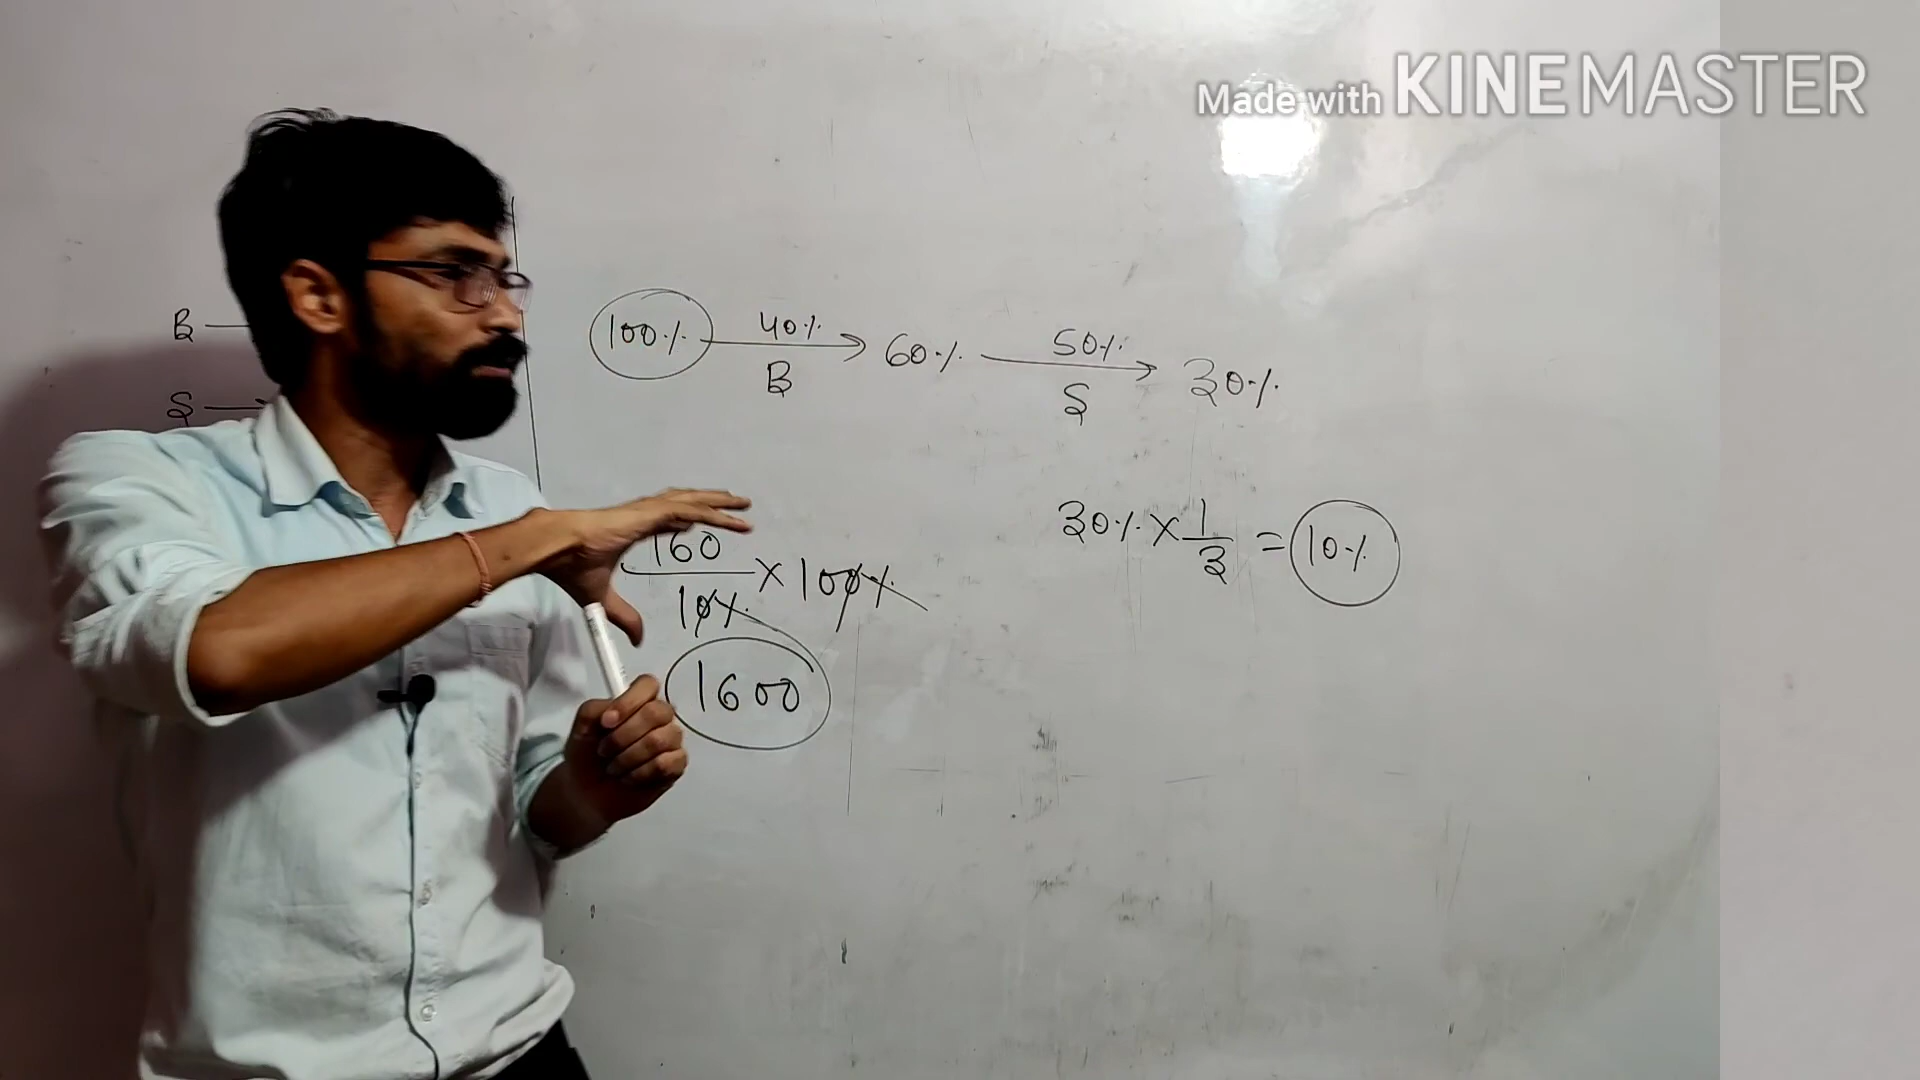 Made with KINEMASTER
100% 40% B 60% 50% S 30%
B
S
30% × 1/3 = 10%
160/10% × 100%
1600